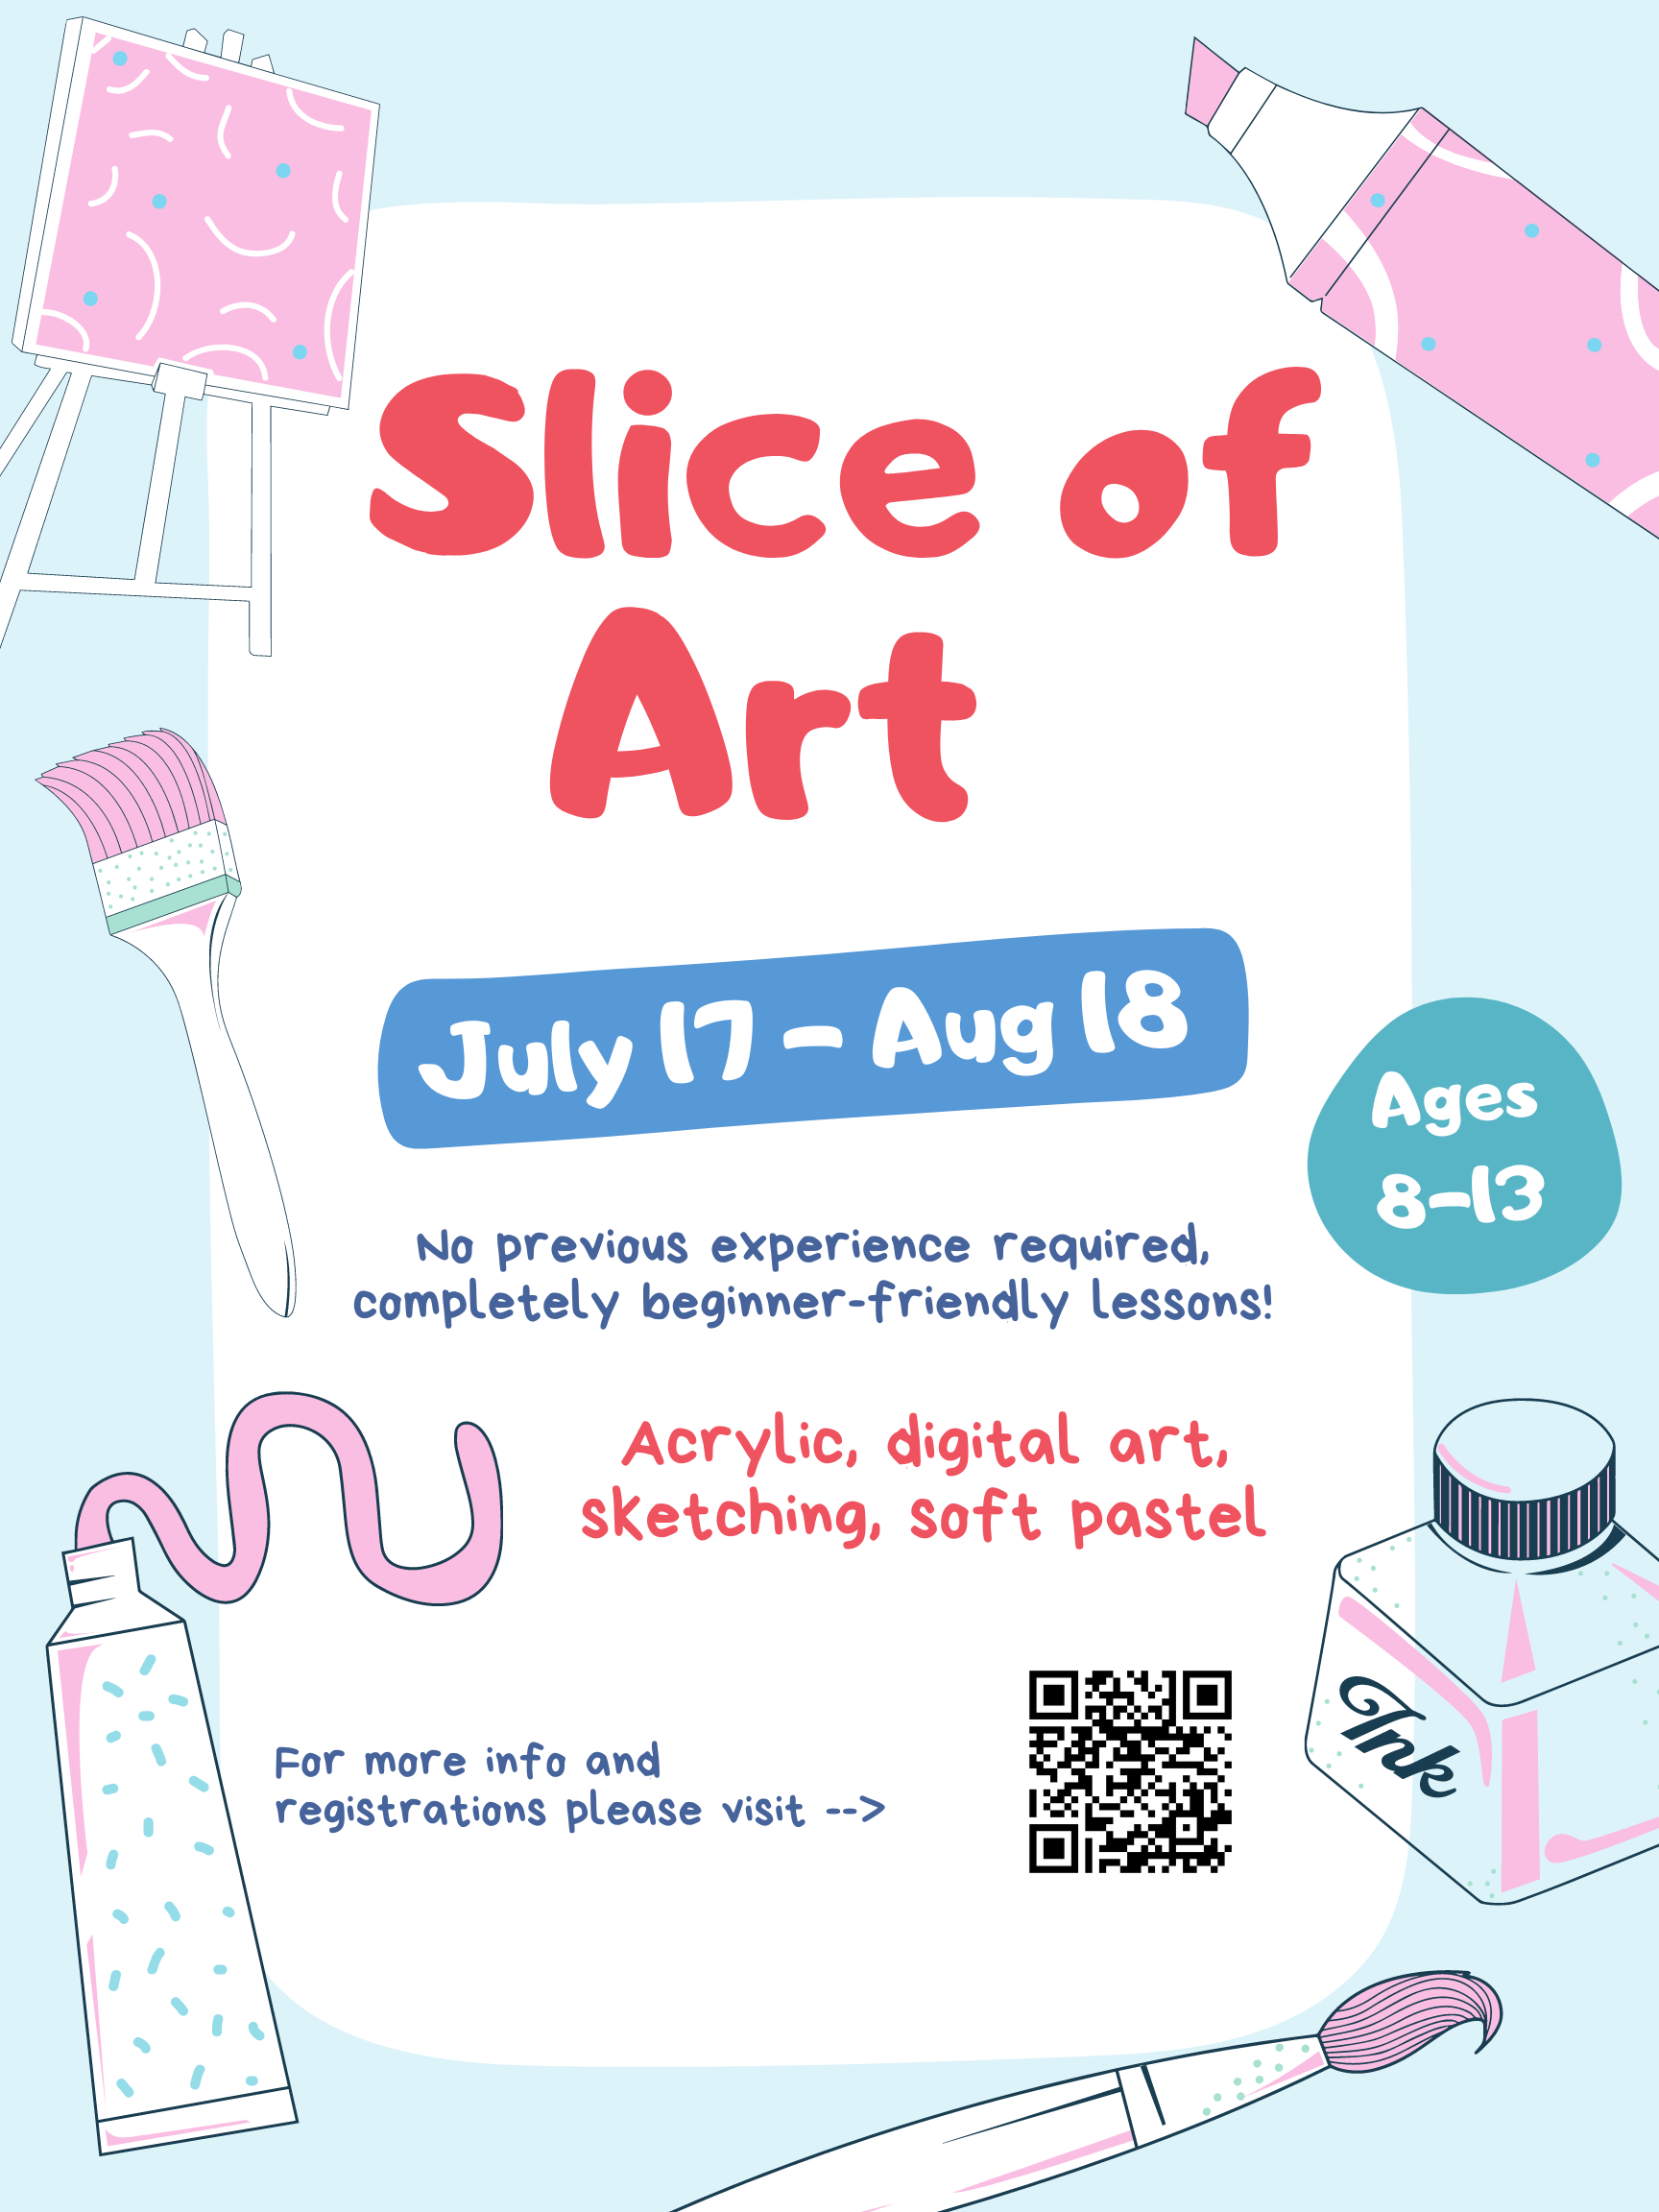 Slice of
Art
July 17 - Aug 18
Ages
8-13
No previous experience required,
completely beginner-friendly lessons!
Acrylic, digital art,
sketching, soft pastel
Ink
For more info and
registrations please visit -->